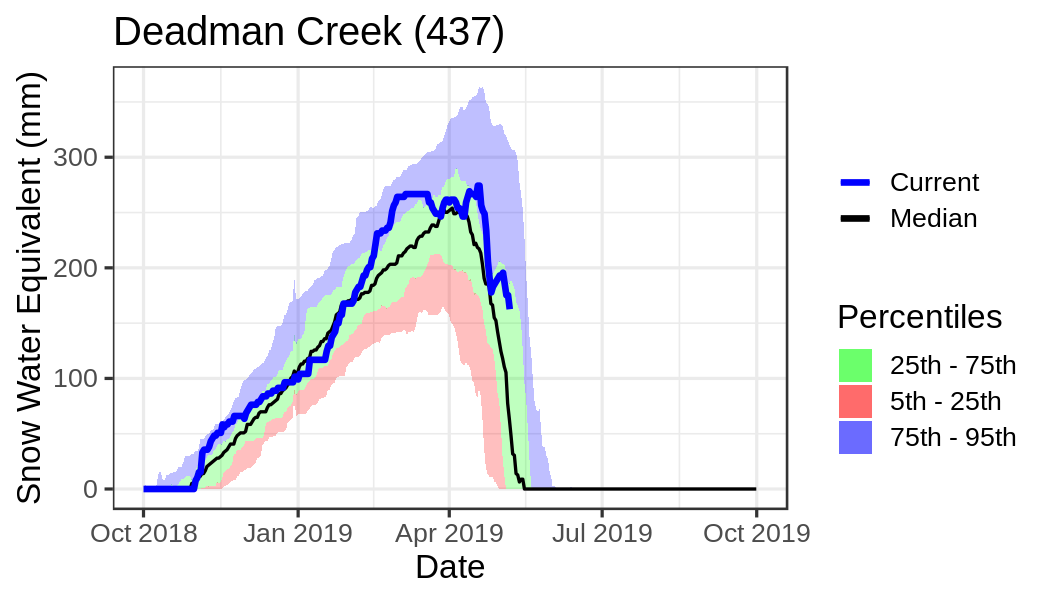 Deadman Creek (437)
Snow Water Equivalent (mm)
300
200
100
0
Oct 2018
Jan 2019
Apr 2019
Jul 2019
Oct 2019
Date
Current
Median
Percentiles
25th - 75th
5th - 25th
75th - 95th